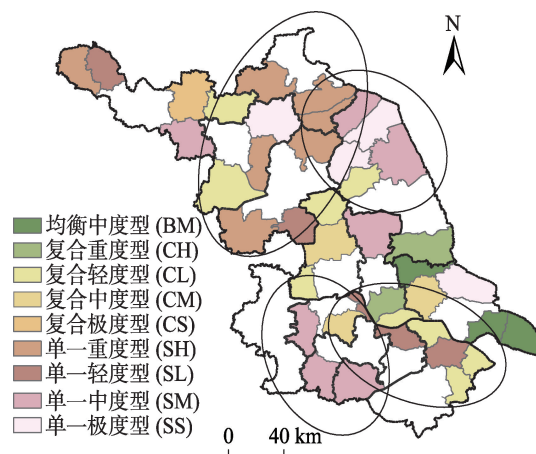 N
均衡中度型 (BM)
复合重度型 (CH)
复合轻度型 (CL)
复合中度型 (CM)
复合极度型 (CS)
单一重度型 (SH)
单一轻度型 (SL)
单一中度型 (SM)
单一极度型 (SS)
0 40 km